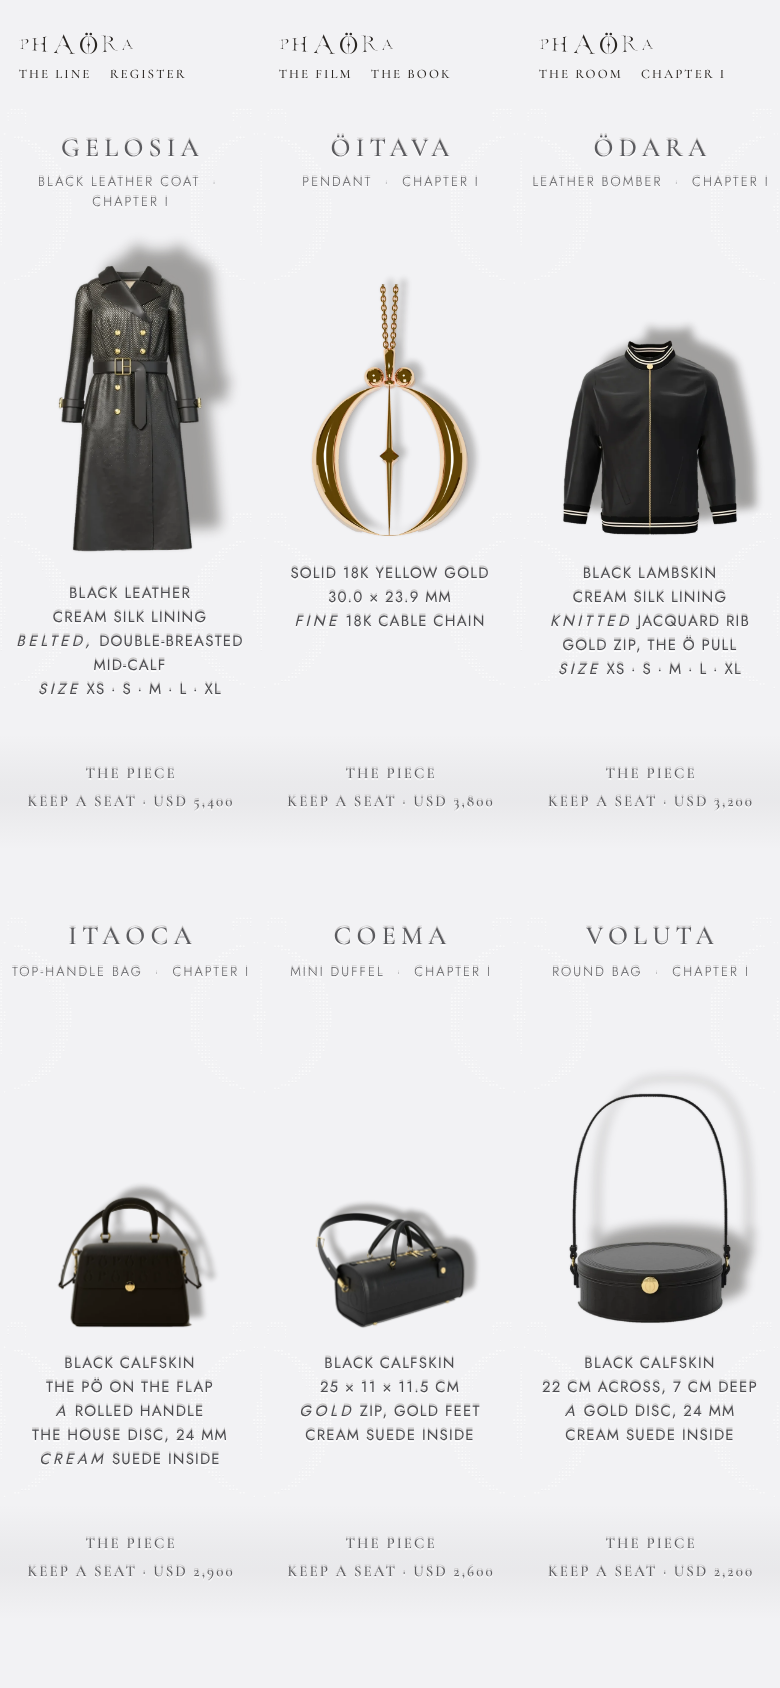 PHAÖRA PHAÖRA PHAÖRA
THE LINE REGISTER THE FILM THE BOOK THE ROOM CHAPTER I
GELOSIA
BLACK LEATHER COAT ·
CHAPTER I
BLACK LEATHER
CREAM SILK LINING
BELTED, DOUBLE-BREASTED
MID-CALF
SIZE XS · S · M · L · XL
THE PIECE
KEEP A SEAT · USD 5,400
ÖITAVA
PENDANT · CHAPTER I
SOLID 18K YELLOW GOLD
30.0 × 23.9 MM
FINE 18K CABLE CHAIN
THE PIECE
KEEP A SEAT · USD 3,800
ÖDARA
LEATHER BOMBER · CHAPTER I
BLACK LAMBSKIN
CREAM SILK LINING
KNITTED JACQUARD RIB
GOLD ZIP, THE Ö PULL
SIZE XS · S · M · L · XL
THE PIECE
KEEP A SEAT · USD 3,200
ITAOCA
TOP-HANDLE BAG · CHAPTER I
BLACK CALFSKIN
THE PÖ ON THE FLAP
A ROLLED HANDLE
THE HOUSE DISC, 24 MM
CREAM SUEDE INSIDE
THE PIECE
KEEP A SEAT · USD 2,900
COEMA
MINI DUFFEL · CHAPTER I
BLACK CALFSKIN
25 × 11 × 11.5 CM
GOLD ZIP, GOLD FEET
CREAM SUEDE INSIDE
THE PIECE
KEEP A SEAT · USD 2,600
VOLUTA
ROUND BAG · CHAPTER I
BLACK CALFSKIN
22 CM ACROSS, 7 CM DEEP
A GOLD DISC, 24 MM
CREAM SUEDE INSIDE
THE PIECE
KEEP A SEAT · USD 2,200